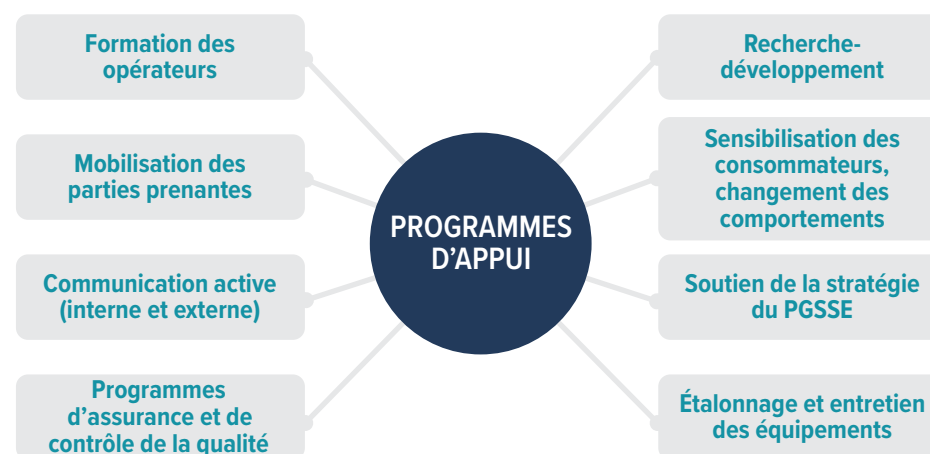 Formation des
opérateurs
Mobilisation des
parties prenantes
Communication active
(interne et externe)
Programmes
d'assurance et de
contrôle de la qualité
PROGRAMMES
D'APPUI
Recherche-
développement
Sensibilisation des
consommateurs,
changement des
comportements
Soutien de la stratégie
du PGSSE
Étalonnage et entretien
des équipements